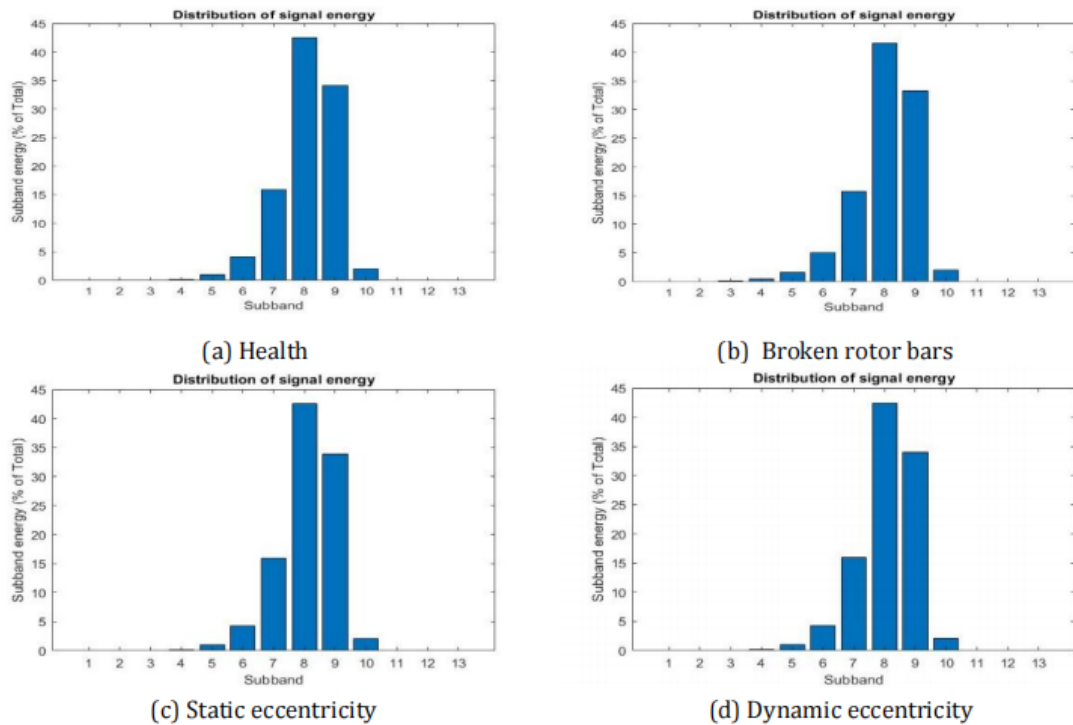 Distribution of signal energy
45
40
35
30
25
20
15
10
5
0
Subband energy (% of Total)
1 2 3 4 5 6 7 8 9 10 11 12 13
Subband
(a) Health
Distribution of signal energy
45
40
35
30
25
20
15
10
5
0
Subband energy (% of Total)
1 2 3 4 5 6 7 8 9 10 11 12 13
Subband
(b) Broken rotor bars
Distribution of signal energy
45
40
35
30
25
20
15
10
5
0
Subband energy (% of Total)
1 2 3 4 5 6 7 8 9 10 11 12 13
Subband
(c) Static eccentricity
Distribution of signal energy
45
40
35
30
25
20
15
10
5
0
Subband energy (% of Total)
1 2 3 4 5 6 7 8 9 10 11 12 13
Subband
(d) Dynamic eccentricity